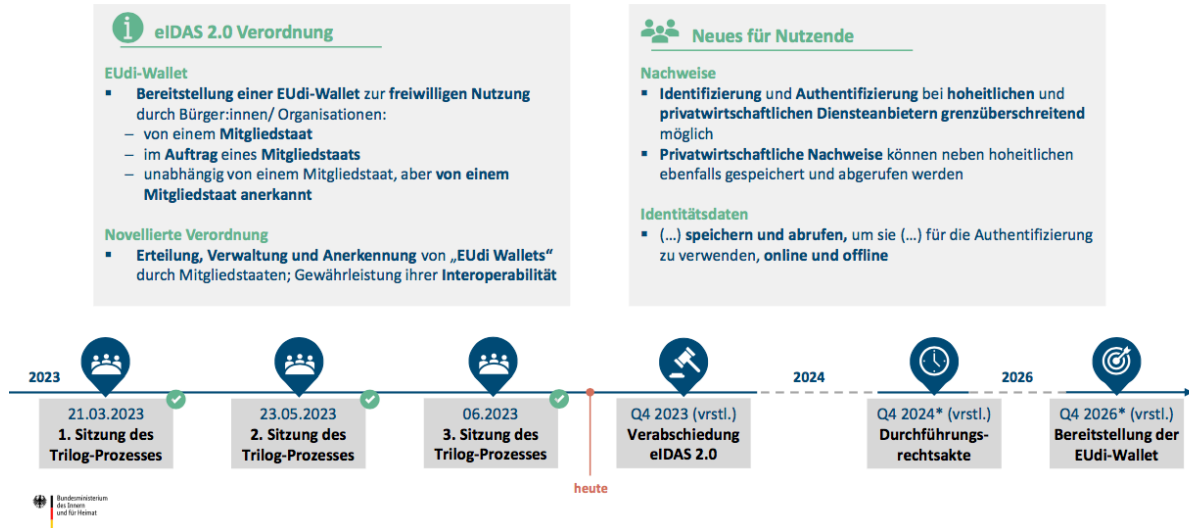 eIDAS 2.0 Verordnung
EUdi-Wallet
▪ Bereitstellung einer EUdi-Wallet zur freiwilligen Nutzung
durch Bürger:innen/ Organisationen:
– von einem Mitgliedstaat
– im Auftrag eines Mitgliedstaats
– unabhängig von einem Mitgliedstaat, aber von einem
Mitgliedstaat anerkannt
Novellierte Verordnung
▪ Erteilung, Verwaltung und Anerkennung von „EUdi Wallets“
durch Mitgliedstaaten; Gewährleistung ihrer Interoperabilität
Neues für Nutzende
Nachweise
▪ Identifizierung und Authentifizierung bei hoheitlichen und
privatwirtschaftlichen Diensteanbietern grenzüberschreitend
möglich
▪ Privatwirtschaftliche Nachweise können neben hoheitlichen
ebenfalls gespeichert und abgerufen werden
Identitätsdaten
▪ (…) speichern und abrufen, um sie (…) für die Authentifizierung
zu verwenden, online und offline
2023
2024
2026
21.03.2023
1. Sitzung des
Trilog-Prozesses
23.05.2023
2. Sitzung des
Trilog-Prozesses
06.2023
3. Sitzung des
Trilog-Prozesses
heute
Q4 2023 (vrstl.)
Verabschiedung
eIDAS 2.0
Q4 2024* (vrstl.)
Durchführungs-
rechtsakte
Q4 2026* (vrstl.)
Bereitstellung der
EUdi-Wallet
Bundesministerium
des Innern
und für Heimat